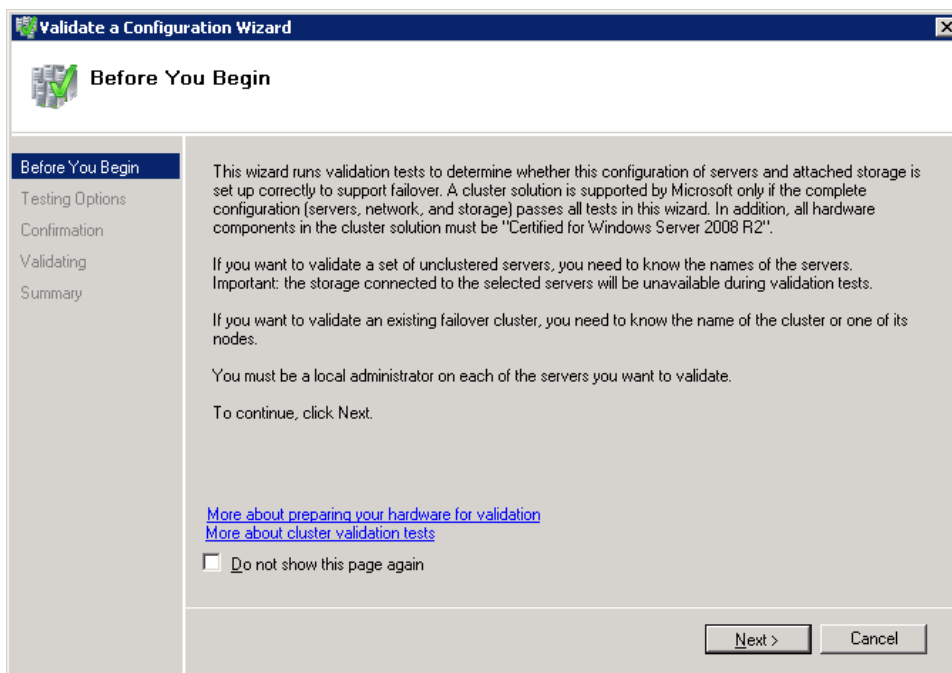 Validate a Configuration Wizard
Before You Begin
Before You Begin
Testing Options
Confirmation
Validating
Summary
This wizard runs validation tests to determine whether this configuration of servers and attached storage is
set up correctly to support failover. A cluster solution is supported by Microsoft only if the complete
configuration (servers, network, and storage) passes all tests in this wizard. In addition, all hardware
components in the cluster solution must be "Certified for Windows Server 2008 R2".
If you want to validate a set of unclustered servers, you need to know the names of the servers.
Important: the storage connected to the selected servers will be unavailable during validation tests.
If you want to validate an existing failover cluster, you need to know the name of the cluster or one of its
nodes.
You must be a local administrator on each of the servers you want to validate.
To continue, click Next.
More about preparing your hardware for validation
More about cluster validation tests
Do not show this page again
Next >
Cancel